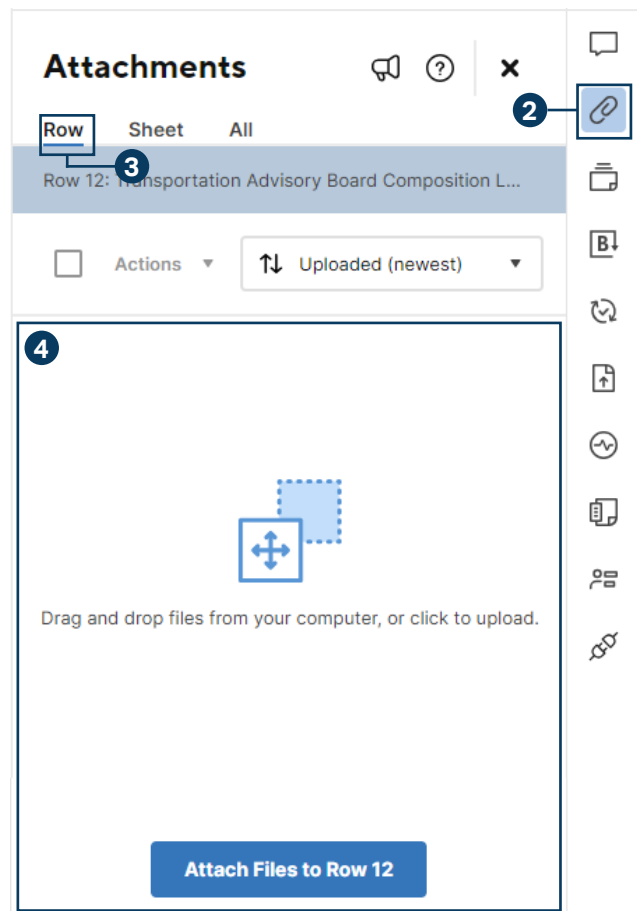 Attachments
2
Row Sheet All
3
Row 12: Transportation Advisory Board Composition L...
Actions Uploaded (newest)
B
4
Drag and drop files from your computer, or click to upload.
Attach Files to Row 12